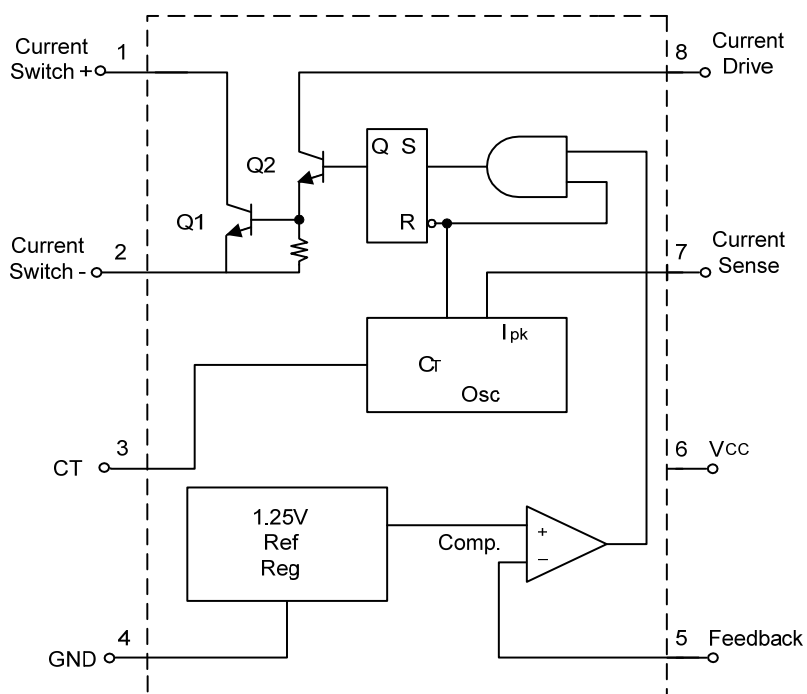 Current
Switch +
1
8
Current
Drive
Q2
Q S
Q1
R
Current
Switch -
2
7
Current
Sense
Ipk
CT
Osc
CT
3
6
VCC
1.25V
Ref
Reg
Comp.
+
–
GND
4
5
Feedback